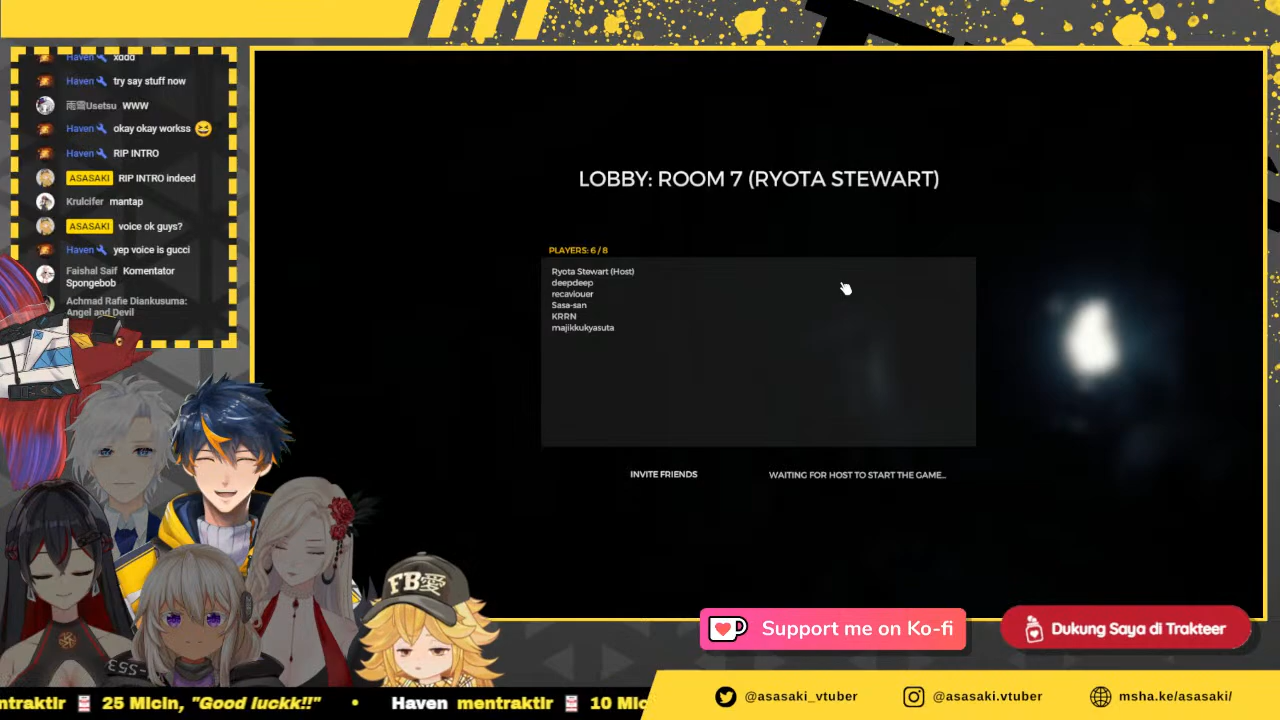 Haven xddd
Haven try say stuff now
雨霏Usetsu WWW
Haven okay okay workss
Haven RIP INTRO
ASASAKI RIP INTRO indeed
Krulcifer mantap
ASASAKI voice ok guys?
Haven yep voice is gucci
Faishal Saif Komentator
Spongebob
Achmad Rafie Diankusuma:
Angel and Devil
LOBBY: ROOM 7 (RYOTA STEWART)
PLAYERS: 6 / 8
Ryota Stewart (Host)
deepdeep
recaviouer
Sasa-san
KRRN
majikkukyasuta
INVITE FRIENDS
WAITING FOR HOST TO START THE GAME...
FB愛
Support me on Ko-fi
Dukung Saya di Trakteer
ntraktir 25 Micin, "Good luckk!!" • Haven mentraktir 10 Mic
@asasaki_vtuber
@asasaki.vtuber
msha.ke/asasaki/